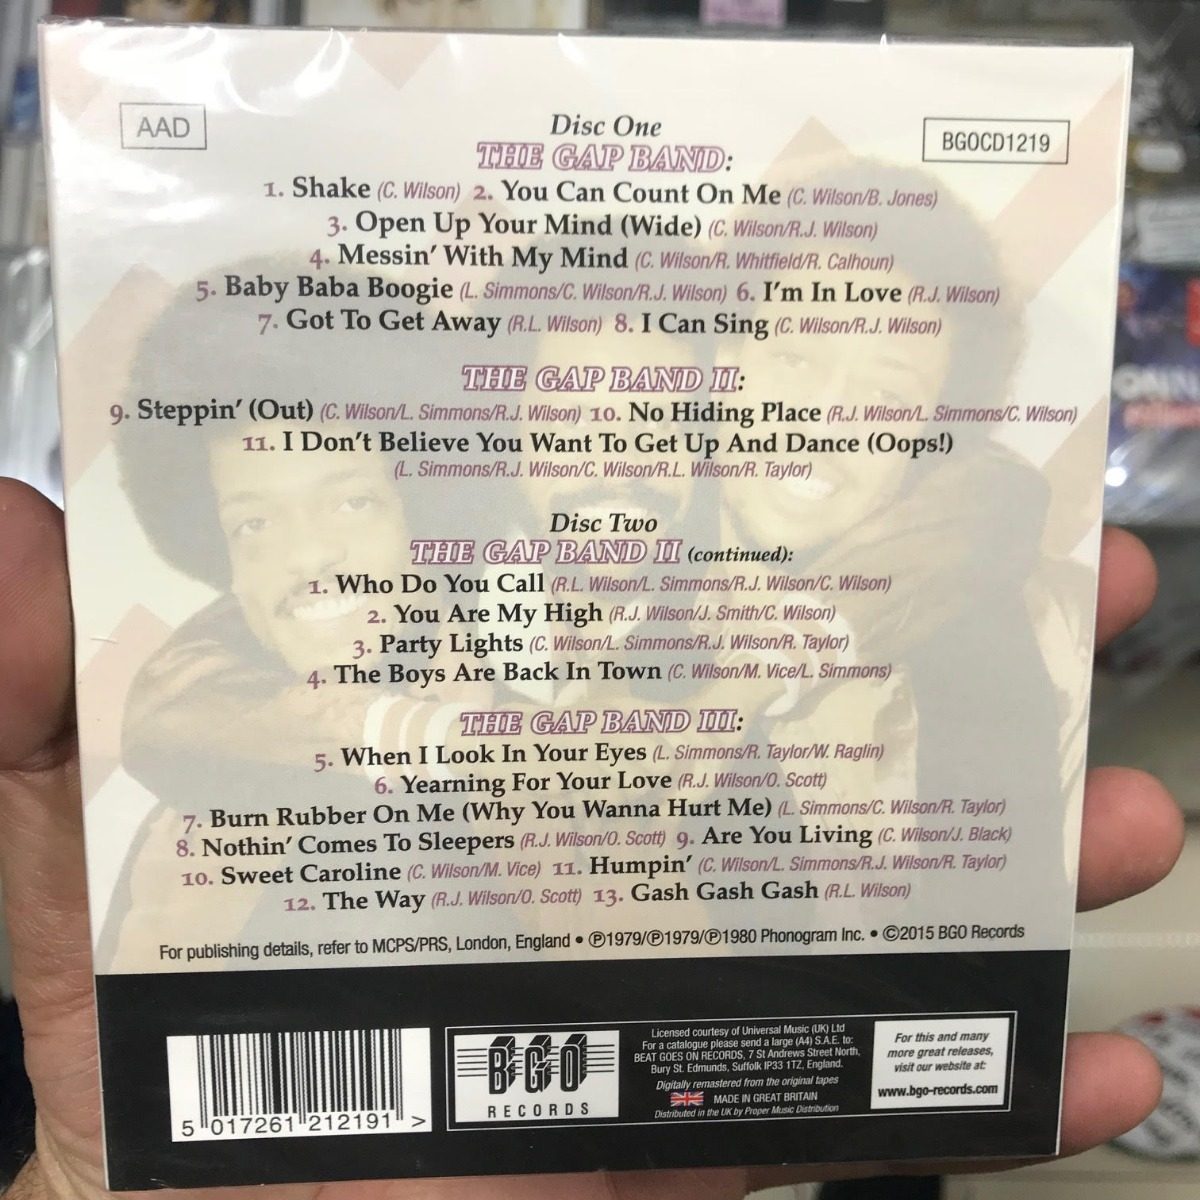 AAD
BGOCD1219
Disc One
THE GAP BAND:
1. Shake (C. Wilson) 2. You Can Count On Me (C. Wilson/B. Jones)
3. Open Up Your Mind (Wide) (C. Wilson/R.J. Wilson)
4. Messin' With My Mind (C. Wilson/R. Whitfield/R. Calhoun)
5. Baby Baba Boogie (L. Simmons/C. Wilson/R.J. Wilson) 6. I'm In Love (R.J. Wilson)
7. Got To Get Away (R.L. Wilson) 8. I Can Sing (C. Wilson/R.J. Wilson)
THE GAP BAND II:
9. Steppin' (Out) (C. Wilson/L. Simmons/R.J. Wilson) 10. No Hiding Place (R.J. Wilson/L. Simmons/C. Wilson)
11. I Don't Believe You Want To Get Up And Dance (Oops!)
(L. Simmons/R.J. Wilson/C. Wilson/R.L. Wilson/R. Taylor)
Disc Two
THE GAP BAND II (continued):
1. Who Do You Call (R.L. Wilson/L. Simmons/R.J. Wilson/C. Wilson)
2. You Are My High (R.J. Wilson/J. Smith/C. Wilson)
3. Party Lights (C. Wilson/L. Simmons/R.J. Wilson/R. Taylor)
4. The Boys Are Back In Town (C. Wilson/M. Vice/L. Simmons)
THE GAP BAND III:
5. When I Look In Your Eyes (L. Simmons/R. Taylor/W. Raglin)
6. Yearning For Your Love (R.J. Wilson/O. Scott)
7. Burn Rubber On Me (Why You Wanna Hurt Me) (L. Simmons/C. Wilson/R. Taylor)
8. Nothin' Comes To Sleepers (R.J. Wilson/O. Scott) 9. Are You Living (C. Wilson/J. Black)
10. Sweet Caroline (C. Wilson/M. Vice) 11. Humpin' (C. Wilson/L. Simmons/R.J. Wilson/R. Taylor)
12. The Way (R.J. Wilson/O. Scott) 13. Gash Gash Gash (R.L. Wilson)
For publishing details, refer to MCPS/PRS, London, England • ℗1979/℗1979/℗1980 Phonogram Inc. • ©2015 BGO Records
5 017261 212191 >
BGO
RECORDS
Licensed courtesy of Universal Music (UK) Ltd
For a catalogue please send a large (A4) S.A.E. to:
BEAT GOES ON RECORDS, 7 St Andrews Street North,
Bury St. Edmunds, Suffolk IP33 1TZ, England.
Digitally remastered from the original tapes
MADE IN GREAT BRITAIN
Distributed in the UK by Proper Music Distribution
For this and many
more great releases,
visit our website at:
www.bgo-records.com